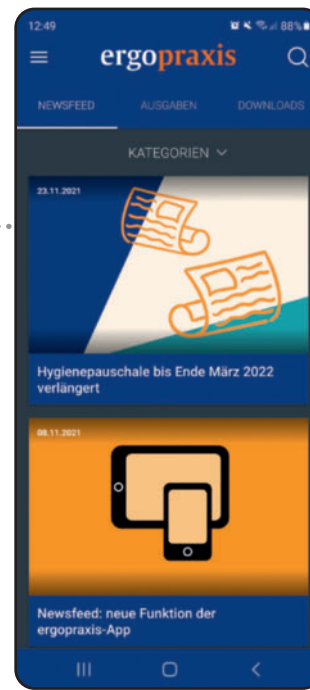 12:49 88%
ergopraxis
NEWSFEED AUSGABEN DOWNLOADS
KATEGORIEN
23.11.2021
Hygienepauschale bis Ende März 2022
verlängert
08.11.2021
Newsfeed: neue Funktion der
ergopraxis-App